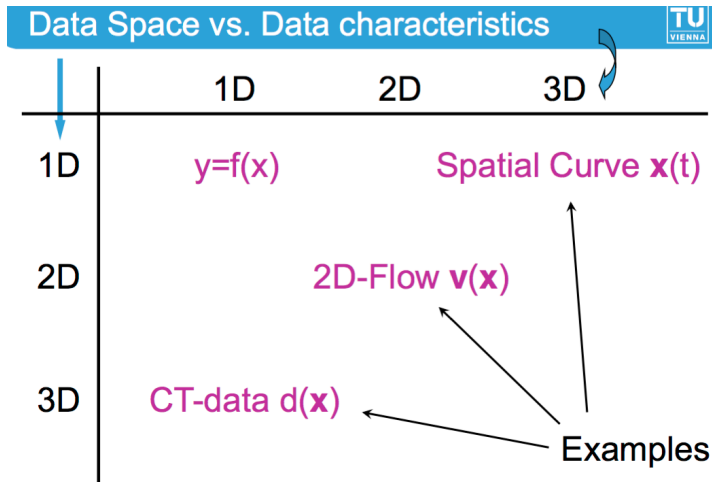 Data Space vs. Data characteristics
TU
VIENNA
1D 2D 3D
1D y=f(x) Spatial Curve x(t)
2D 2D-Flow v(x)
3D CT-data d(x)
Examples